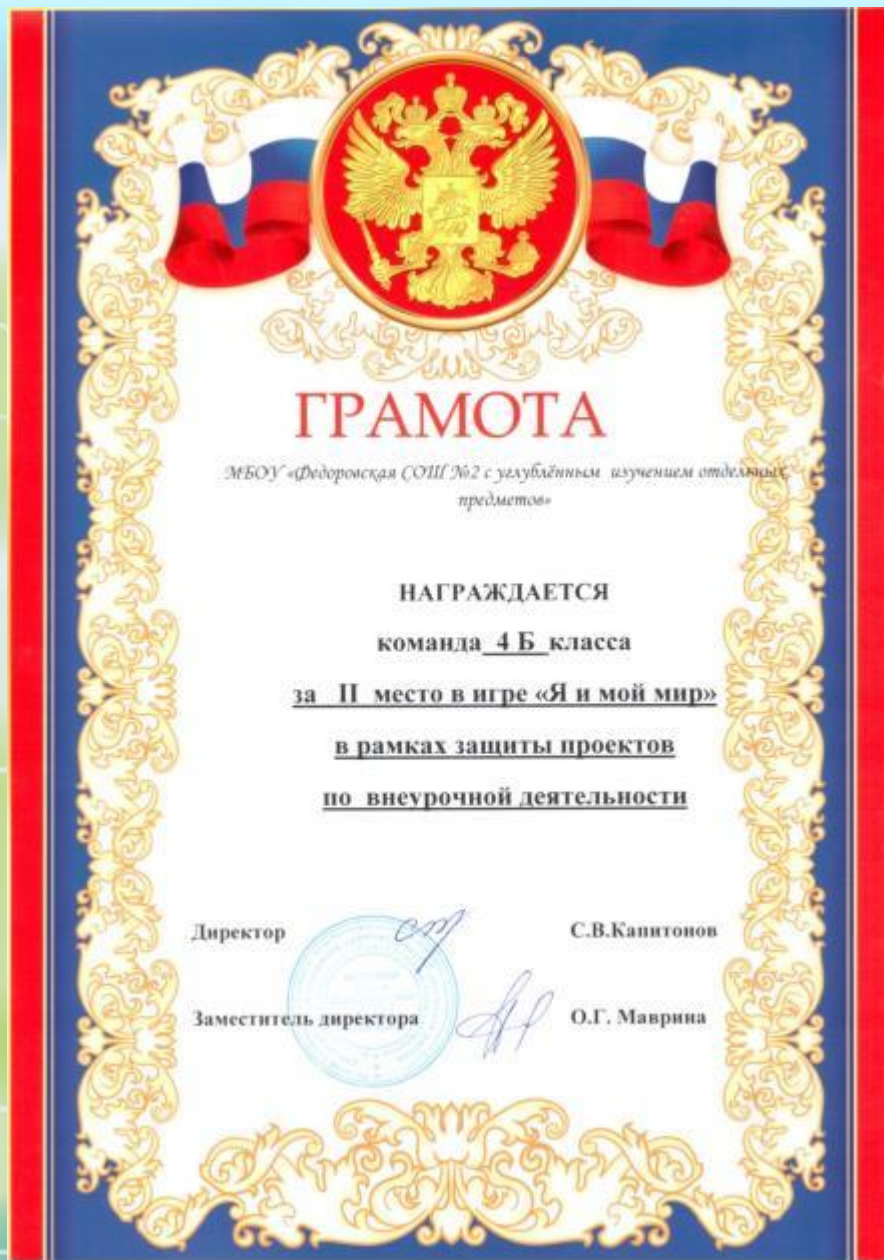 ГРАМОТА
МБОУ «Федоровская СОШ №2 с углублённым изучением отдельных
предметов»
НАГРАЖДАЕТСЯ
команда 4 Б класса
за II место в игре «Я и мой мир»
в рамках защиты проектов
по внеурочной деятельности
Директор С.В.Капитонов
Заместитель директора О.Г. Маврина